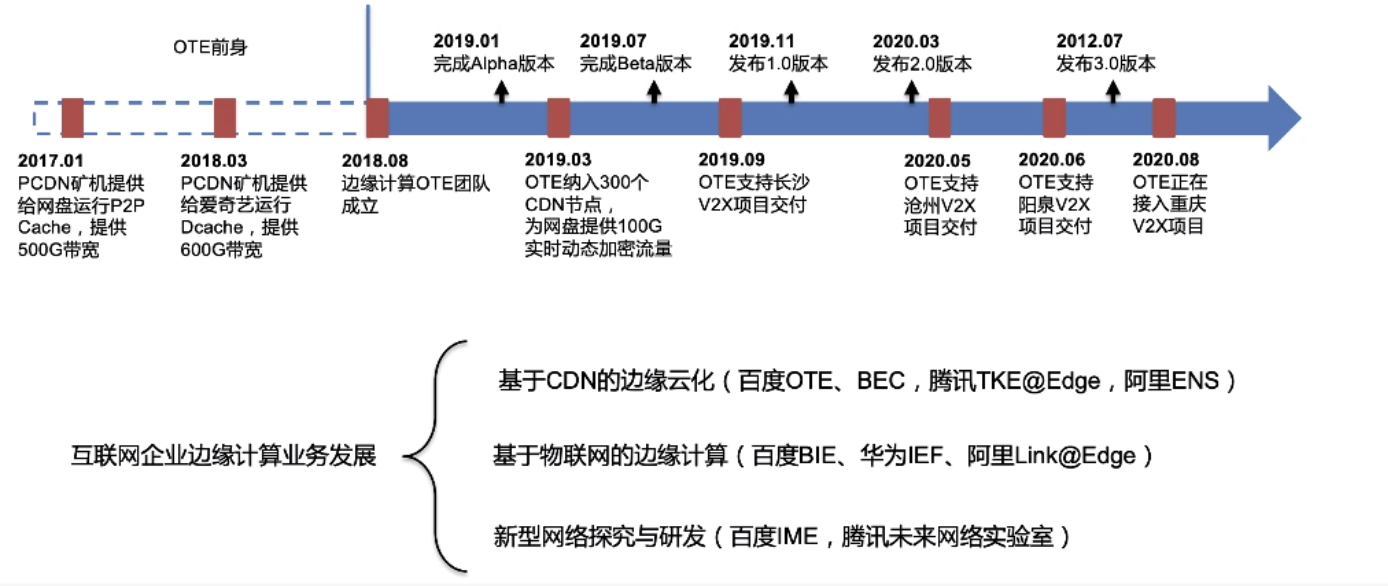 OTE前身
2019.01
完成Alpha版本
2019.07
完成Beta版本
2019.11
发布1.0版本
2020.03
发布2.0版本
2012.07
发布3.0版本
2017.01
PCDN矿机提供
给网盘运行P2P
Cache，提供
500G带宽
2018.03
PCDN矿机提供
给爱奇艺运行
Dcache，提供
600G带宽
2018.08
边缘计算OTE团队
成立
2019.03
OTE纳入300个
CDN节点，
为网盘提供100G
实时动态加密流量
2019.09
OTE支持长沙
V2X项目交付
2020.05
OTE支持
沧州V2X
项目交付
2020.06
OTE支持
阳泉V2X
项目交付
2020.08
OTE正在
接入重庆
V2X项目
互联网企业边缘计算业务发展
基于CDN的边缘云化（百度OTE、BEC，腾讯TKE@Edge，阿里ENS）
基于物联网的边缘计算（百度BIE、华为IEF、阿里Link@Edge）
新型网络探究与研发（百度IME，腾讯未来网络实验室）